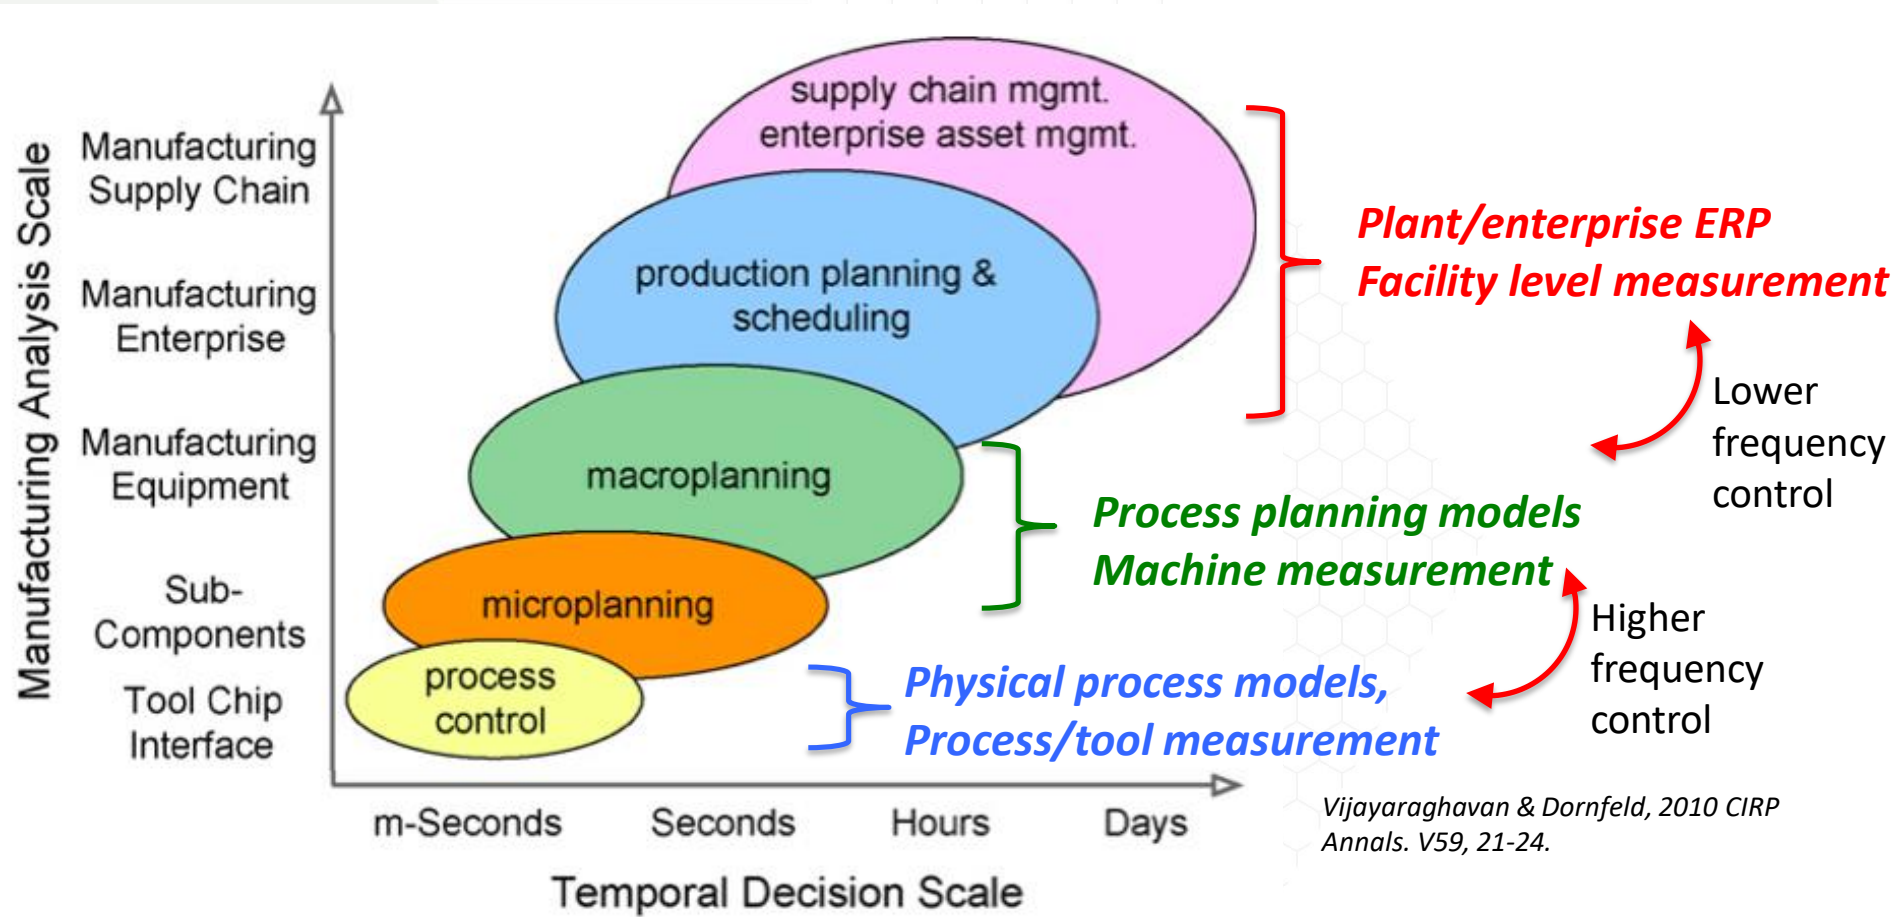 Manufacturing Analysis Scale
Manufacturing
Supply Chain
Manufacturing
Enterprise
Manufacturing
Equipment
Sub-
Components
Tool Chip
Interface
supply chain mgmt.
enterprise asset mgmt.
production planning &
scheduling
macroplanning
microplanning
process
control
m-Seconds
Seconds
Hours
Days
Temporal Decision Scale
Plant/enterprise ERP
Facility level measurement
Lower
frequency
control
Process planning models
Machine measurement
Higher
frequency
control
Physical process models,
Process/tool measurement
Vijayaraghavan & Dornfeld, 2010 CIRP
Annals. V59, 21-24.